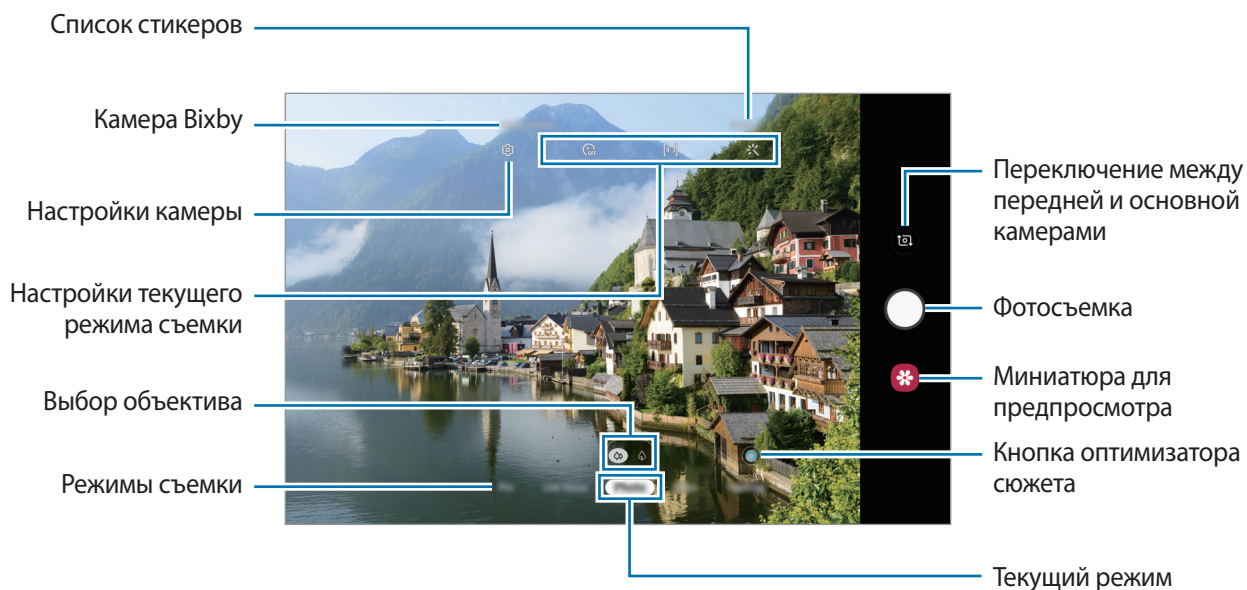 Список стикеров
Камера Bixby
Настройки камеры
Настройки текущего
режима съемки
Выбор объектива
Режимы съемки
Переключение между
передней и основной
камерами
Фотосъемка
Миниатюра для
предпросмотра
Кнопка оптимизатора
сюжета
Текущий режим